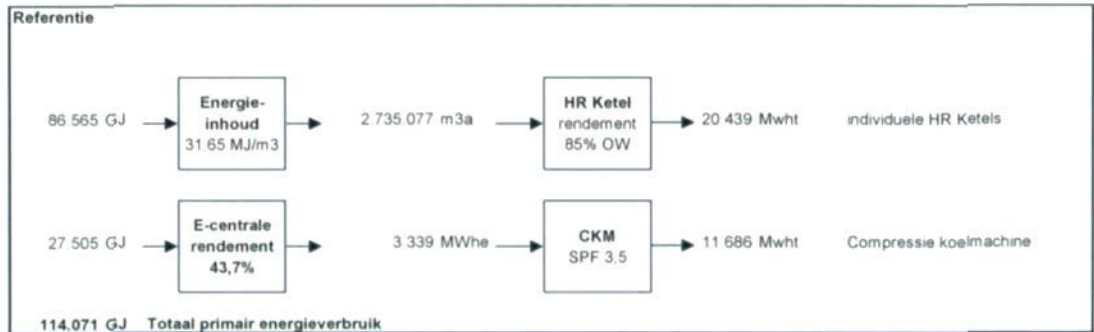 Referentie
86 565 GJ
Energie-
inhoud
31.65 MJ/m3
2 735 077 m3a
HR Ketel
rendement
85% OW
20 439 Mwht
individuele HR Ketels
27.505 GJ
E-centrale
rendement
43,7%
3 339 MWhe
CKM
SPF 3,5
11 686 Mwht
Compressie koelmachine
114.071 GJ Totaal primair energieverbruik